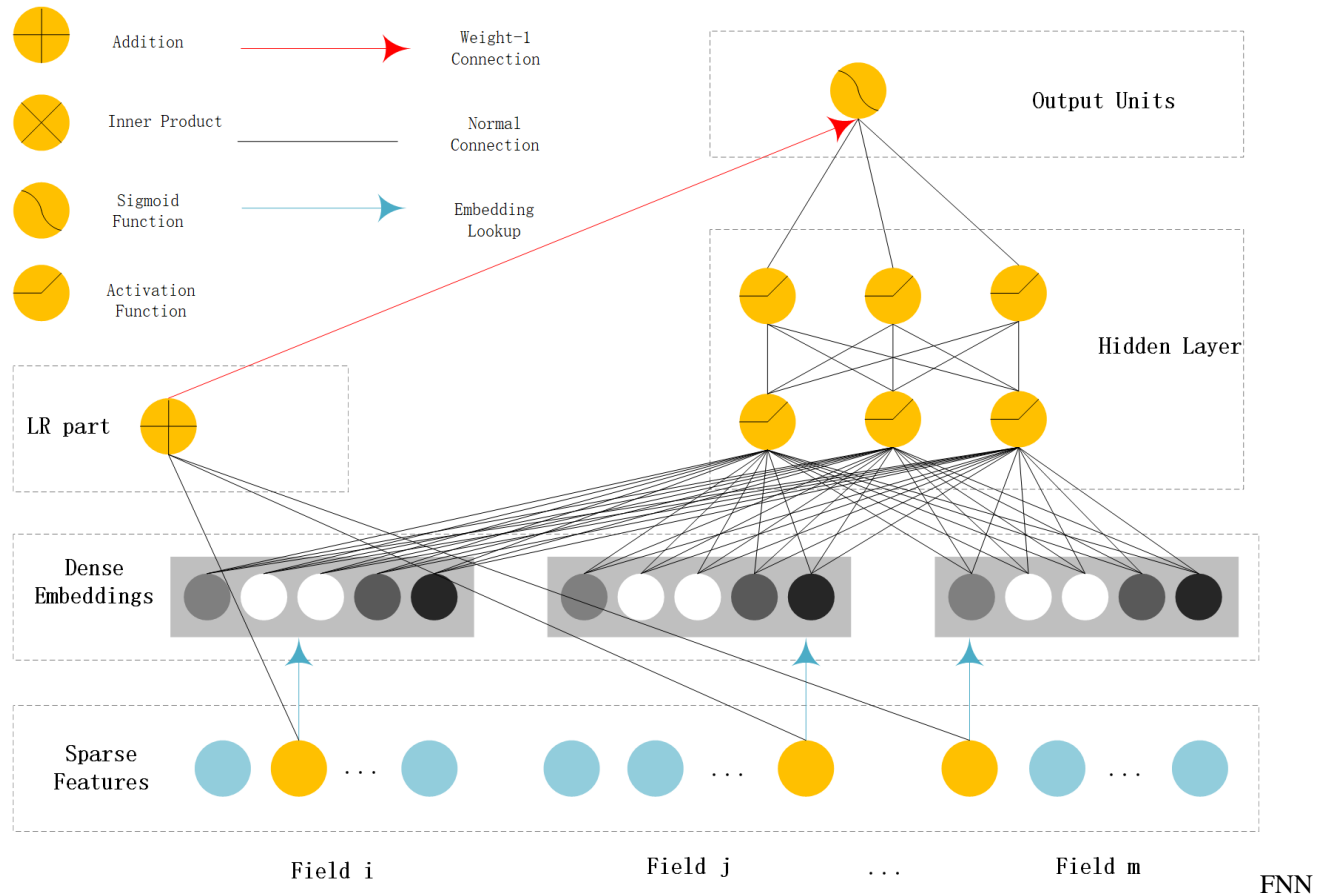 Addition
Weight-1
Connection
Inner Product
Normal
Connection
Sigmoid
Function
Embedding
Lookup
Activation
Function
Output Units
Hidden Layer
LR part
Dense
Embeddings
Sparse
Features
...
...
...
Field i
Field j
...
Field m
FNN